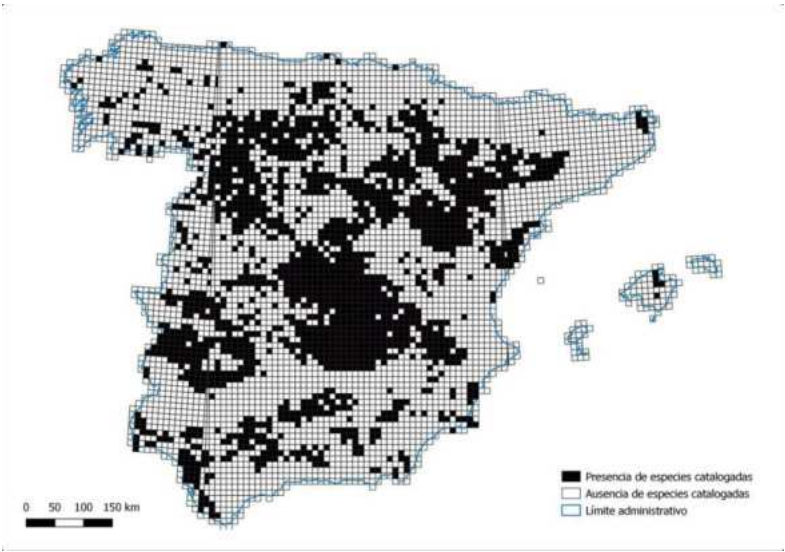 Presencia de especies catalogadas
Ausencia de especies catalogadas
Límite administrativo
0 50 100 150 km